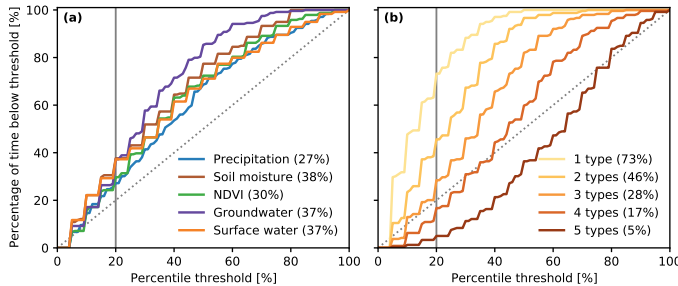 (a)
(b)
Percentage of time below threshold [%]
100
80
60
40
20
0
Precipitation (27%)
Soil moisture (38%)
NDVI (30%)
Groundwater (37%)
Surface water (37%)
1 type (73%)
2 types (46%)
3 types (28%)
4 types (17%)
5 types (5%)
0 20 40 60 80 100
0 20 40 60 80 100
Percentile threshold [%]
Percentile threshold [%]